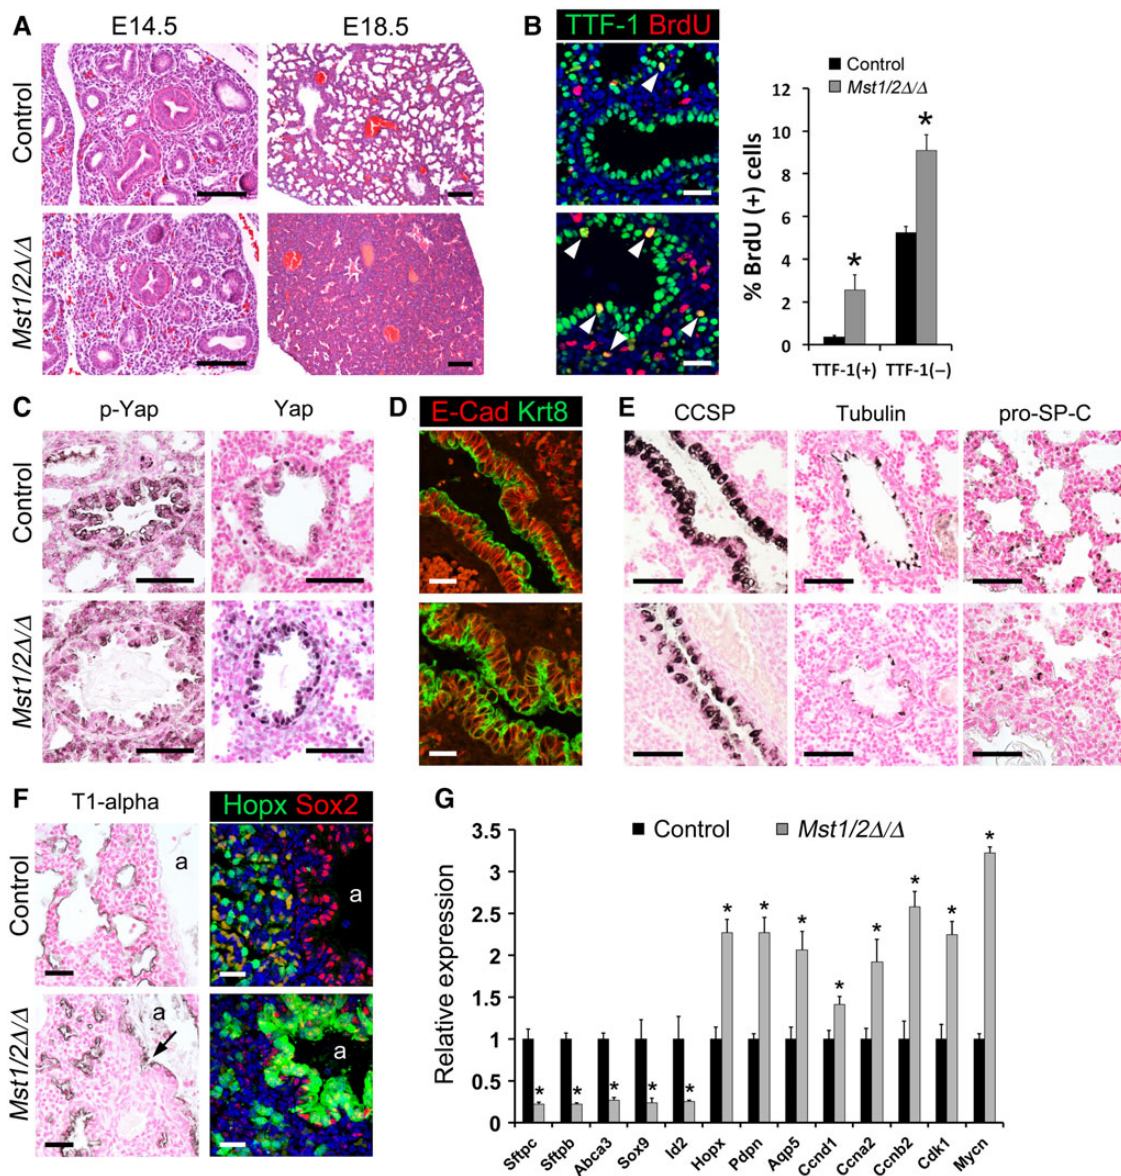 A
E14.5
E18.5
Control
Mst1/2Δ/Δ
B
TTF-1 BrdU
Control
Mst1/2Δ/Δ
% BrdU (+) cells
12
10
8
6
4
2
0
*
*
TTF-1(+)
TTF-1(–)
C
p-Yap
Yap
Control
Mst1/2Δ/Δ
D
E-Cad Krt8
E
CCSP
Tubulin
pro-SP-C
F
T1-alpha
Hopx Sox2
Control
a
a
Mst1/2Δ/Δ
a
a
G
Control
Mst1/2Δ/Δ
Relative expression
3.5
3
2.5
2
1.5
1
0.5
0
* * * * * * * * * * * * *
Sftpc
Sftpb
Abca3
Sox9
Id2
Hopx
Pdpn
Aqp5
Ccnd1
Ccna2
Ccnb2
Cdk1
Mycn